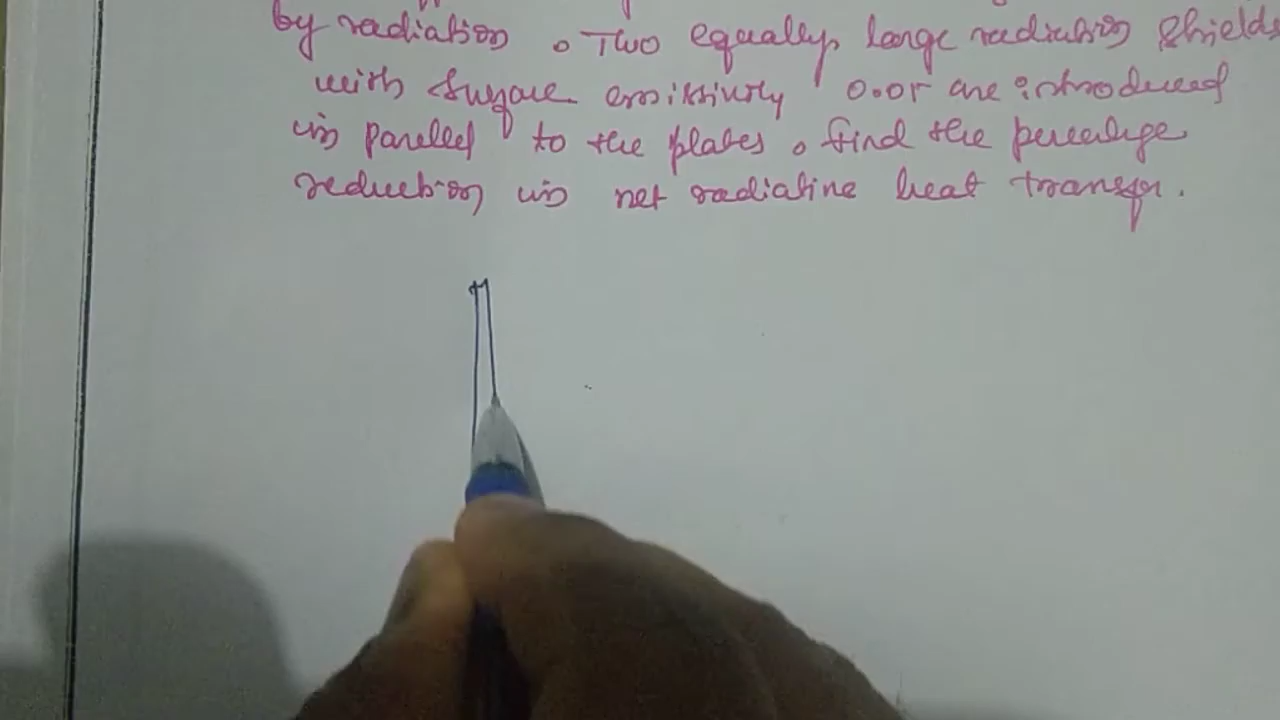 by radiation. Two equally large radiation shields
with surface emissivity 0.05 are introduced
in parellel to the plates. find the percentage
reduction in net radiative heat transfer.